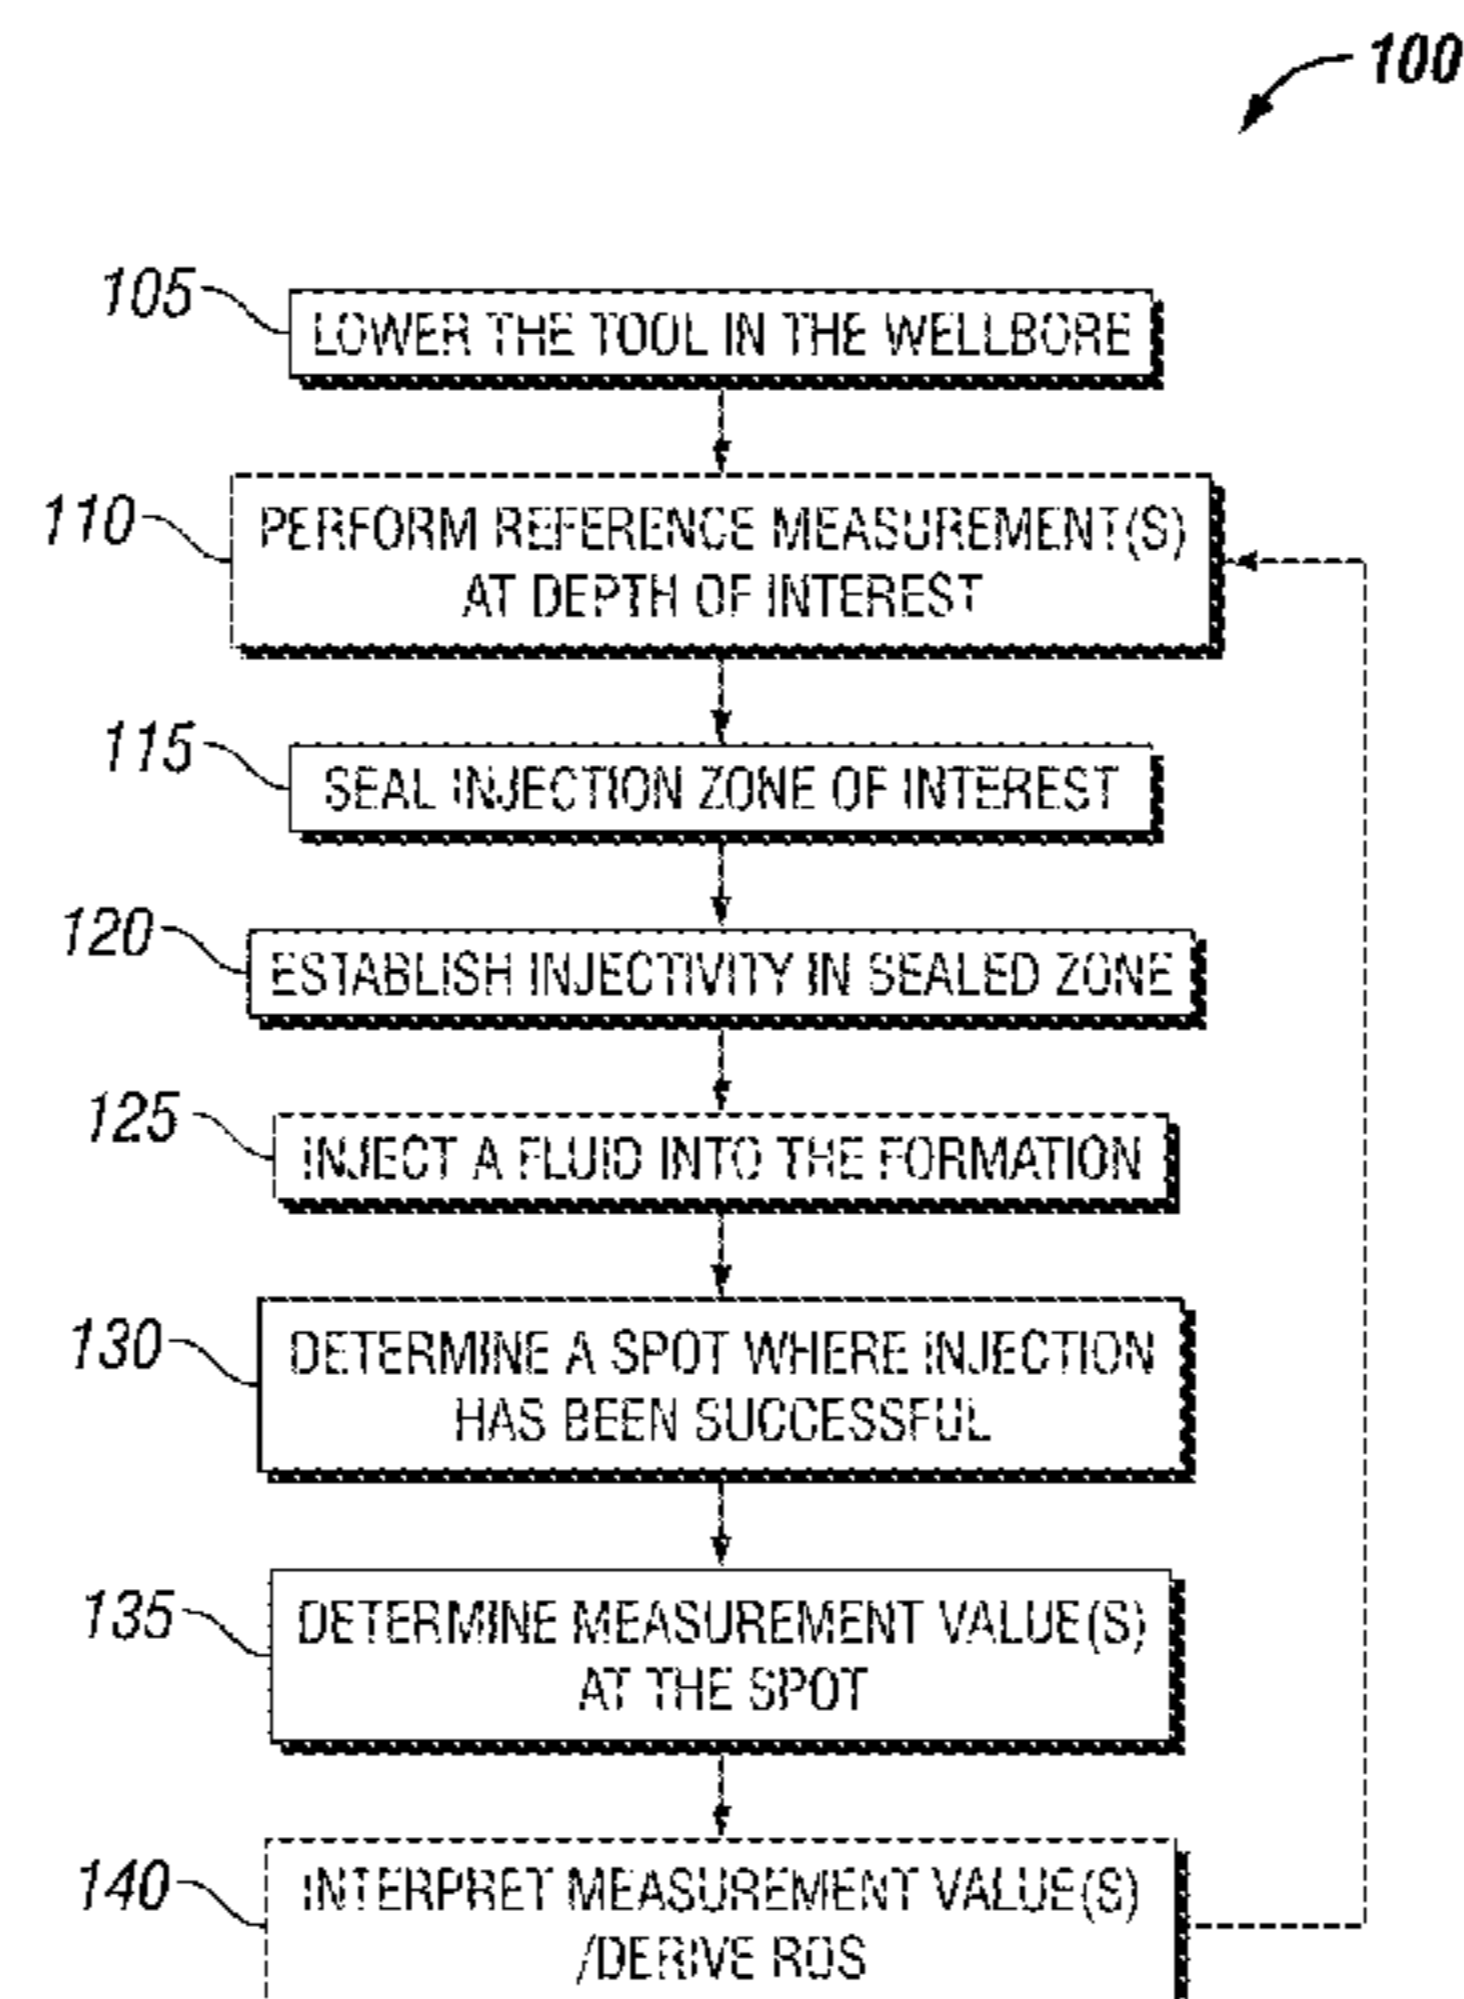 100
105
LOWER THE TOOL IN THE WELLBORE
110
PERFORM REFERENCE MEASUREMENT(S)
AT DEPTH OF INTEREST
115
SEAL INJECTION ZONE OF INTEREST
120
ESTABLISH INJECTIVITY IN SEALED ZONE
125
INJECT A FLUID INTO THE FORMATION
130
DETERMINE A SPOT WHERE INJECTION
HAS BEEN SUCCESSFUL
135
DETERMINE MEASUREMENT VALUE(S)
AT THE SPOT
140
INTERPRET MEASUREMENT VALUE(S)
/DERIVE ROS